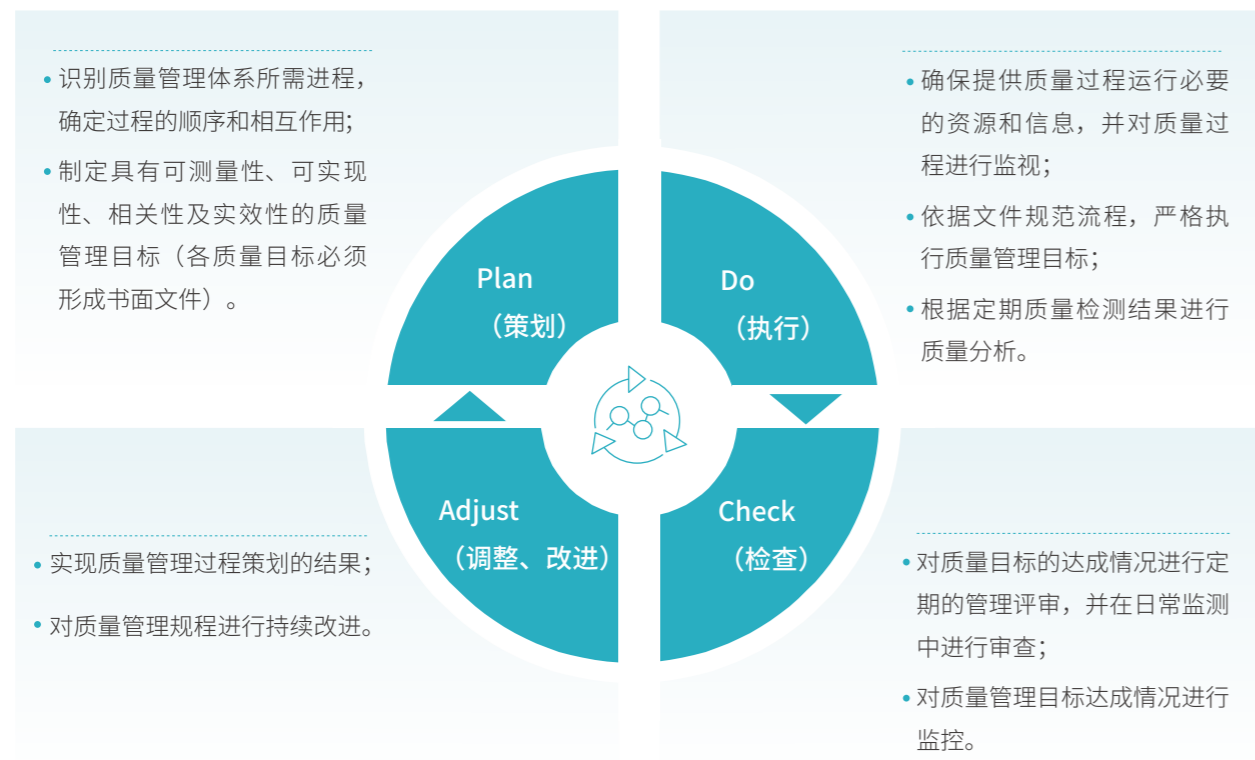 • 识别质量管理体系所需进程，
确定过程的顺序和相互作用；
• 制定具有可测量性、可实现
性、相关性及实效性的质量
管理目标（各质量目标必须
形成书面文件）。
Plan
（策划）
Do
（执行）
• 确保提供质量过程运行必要
的资源和信息，并对质量过
程进行监视；
• 依据文件规范流程，严格执
行质量管理目标；
• 根据定期质量检测结果进行
质量分析。
• 实现质量管理过程策划的结果；
• 对质量管理规程进行持续改进。
Adjust
（调整、改进）
Check
（检查）
• 对质量目标的达成情况进行定
期的管理评审，并在日常监测
中进行审查；
• 对质量管理目标达成情况进行
监控。